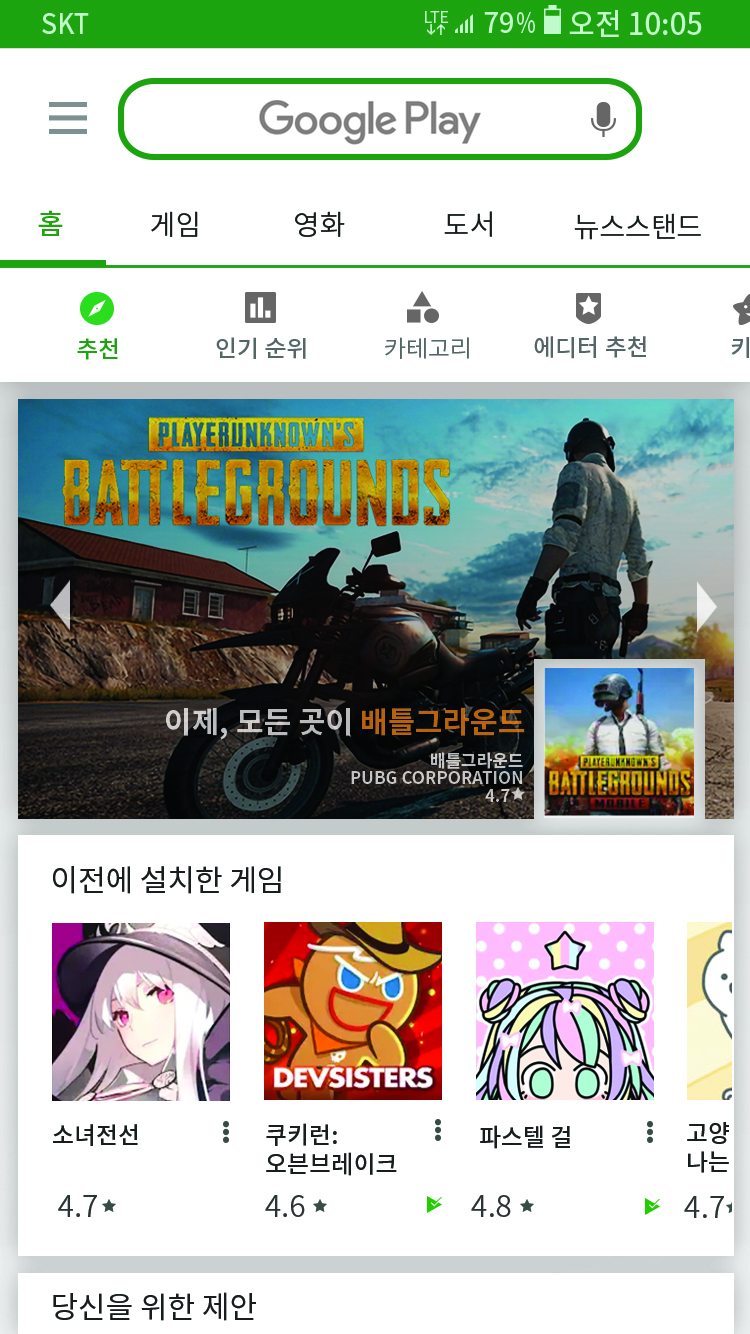 SKT
LTE 79% 오전 10:05
Google Play
홈 게임 영화 도서 뉴스스탠드
추천 인기 순위 카테고리 에디터 추천 키
PLAYERUNKNOWN'S
BATTLEGROUNDS
이제, 모든 곳이 배틀그라운드
배틀그라운드
PUBG CORPORATION
4.7
PLAYERUNKNOWN'S
BATTLEGROUNDS
MOBILE
이전에 설치한 게임
DEVSISTERS
소녀전선
쿠키런:
오븐브레이크
파스텔 걸
고양
나는
4.7
4.6
4.8
4.7
당신을 위한 제안